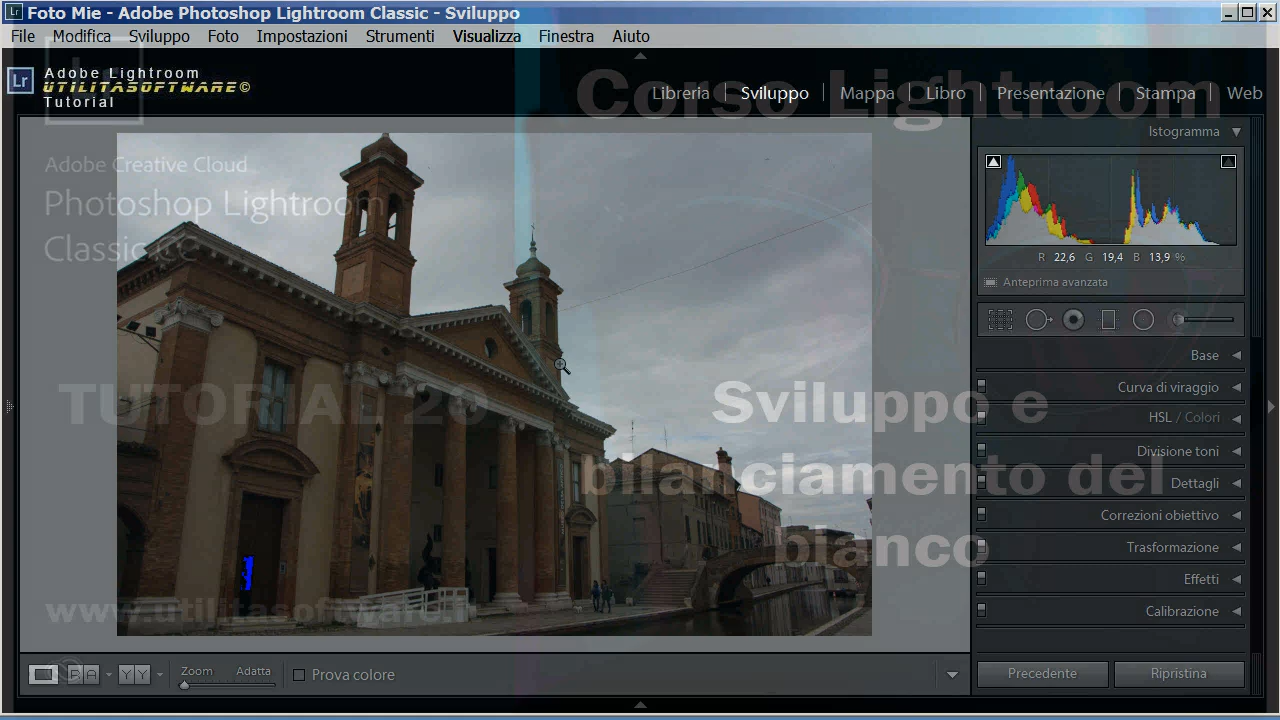 Foto Mie - Adobe Photoshop Lightroom Classic - Sviluppo
File Modifica Sviluppo Foto Impostazioni Strumenti Visualizza Finestra Aiuto
Lr Adobe Lightroom
UTILITASOFTWARE©
Tutorial
Corso Lightroom
Libreria | Sviluppo | Mappa | Libro | Presentazione | Stampa | Web
Istogramma
Adobe Creative Cloud
Photoshop Lightroom
Classic CC
R 22,6 G 19,4 B 13,9 %
Anteprima avanzata
Base
Curva di viraggio
HSL / Colori
Divisione toni
Dettagli
Correzioni obiettivo
Trasformazione
Effetti
Calibrazione
TUTORIAL 20
Sviluppo e
bilanciamento del
bianco
www.utilitasoftware.it
R A Y Y Zoom Adatta Prova colore
Precedente Ripristina